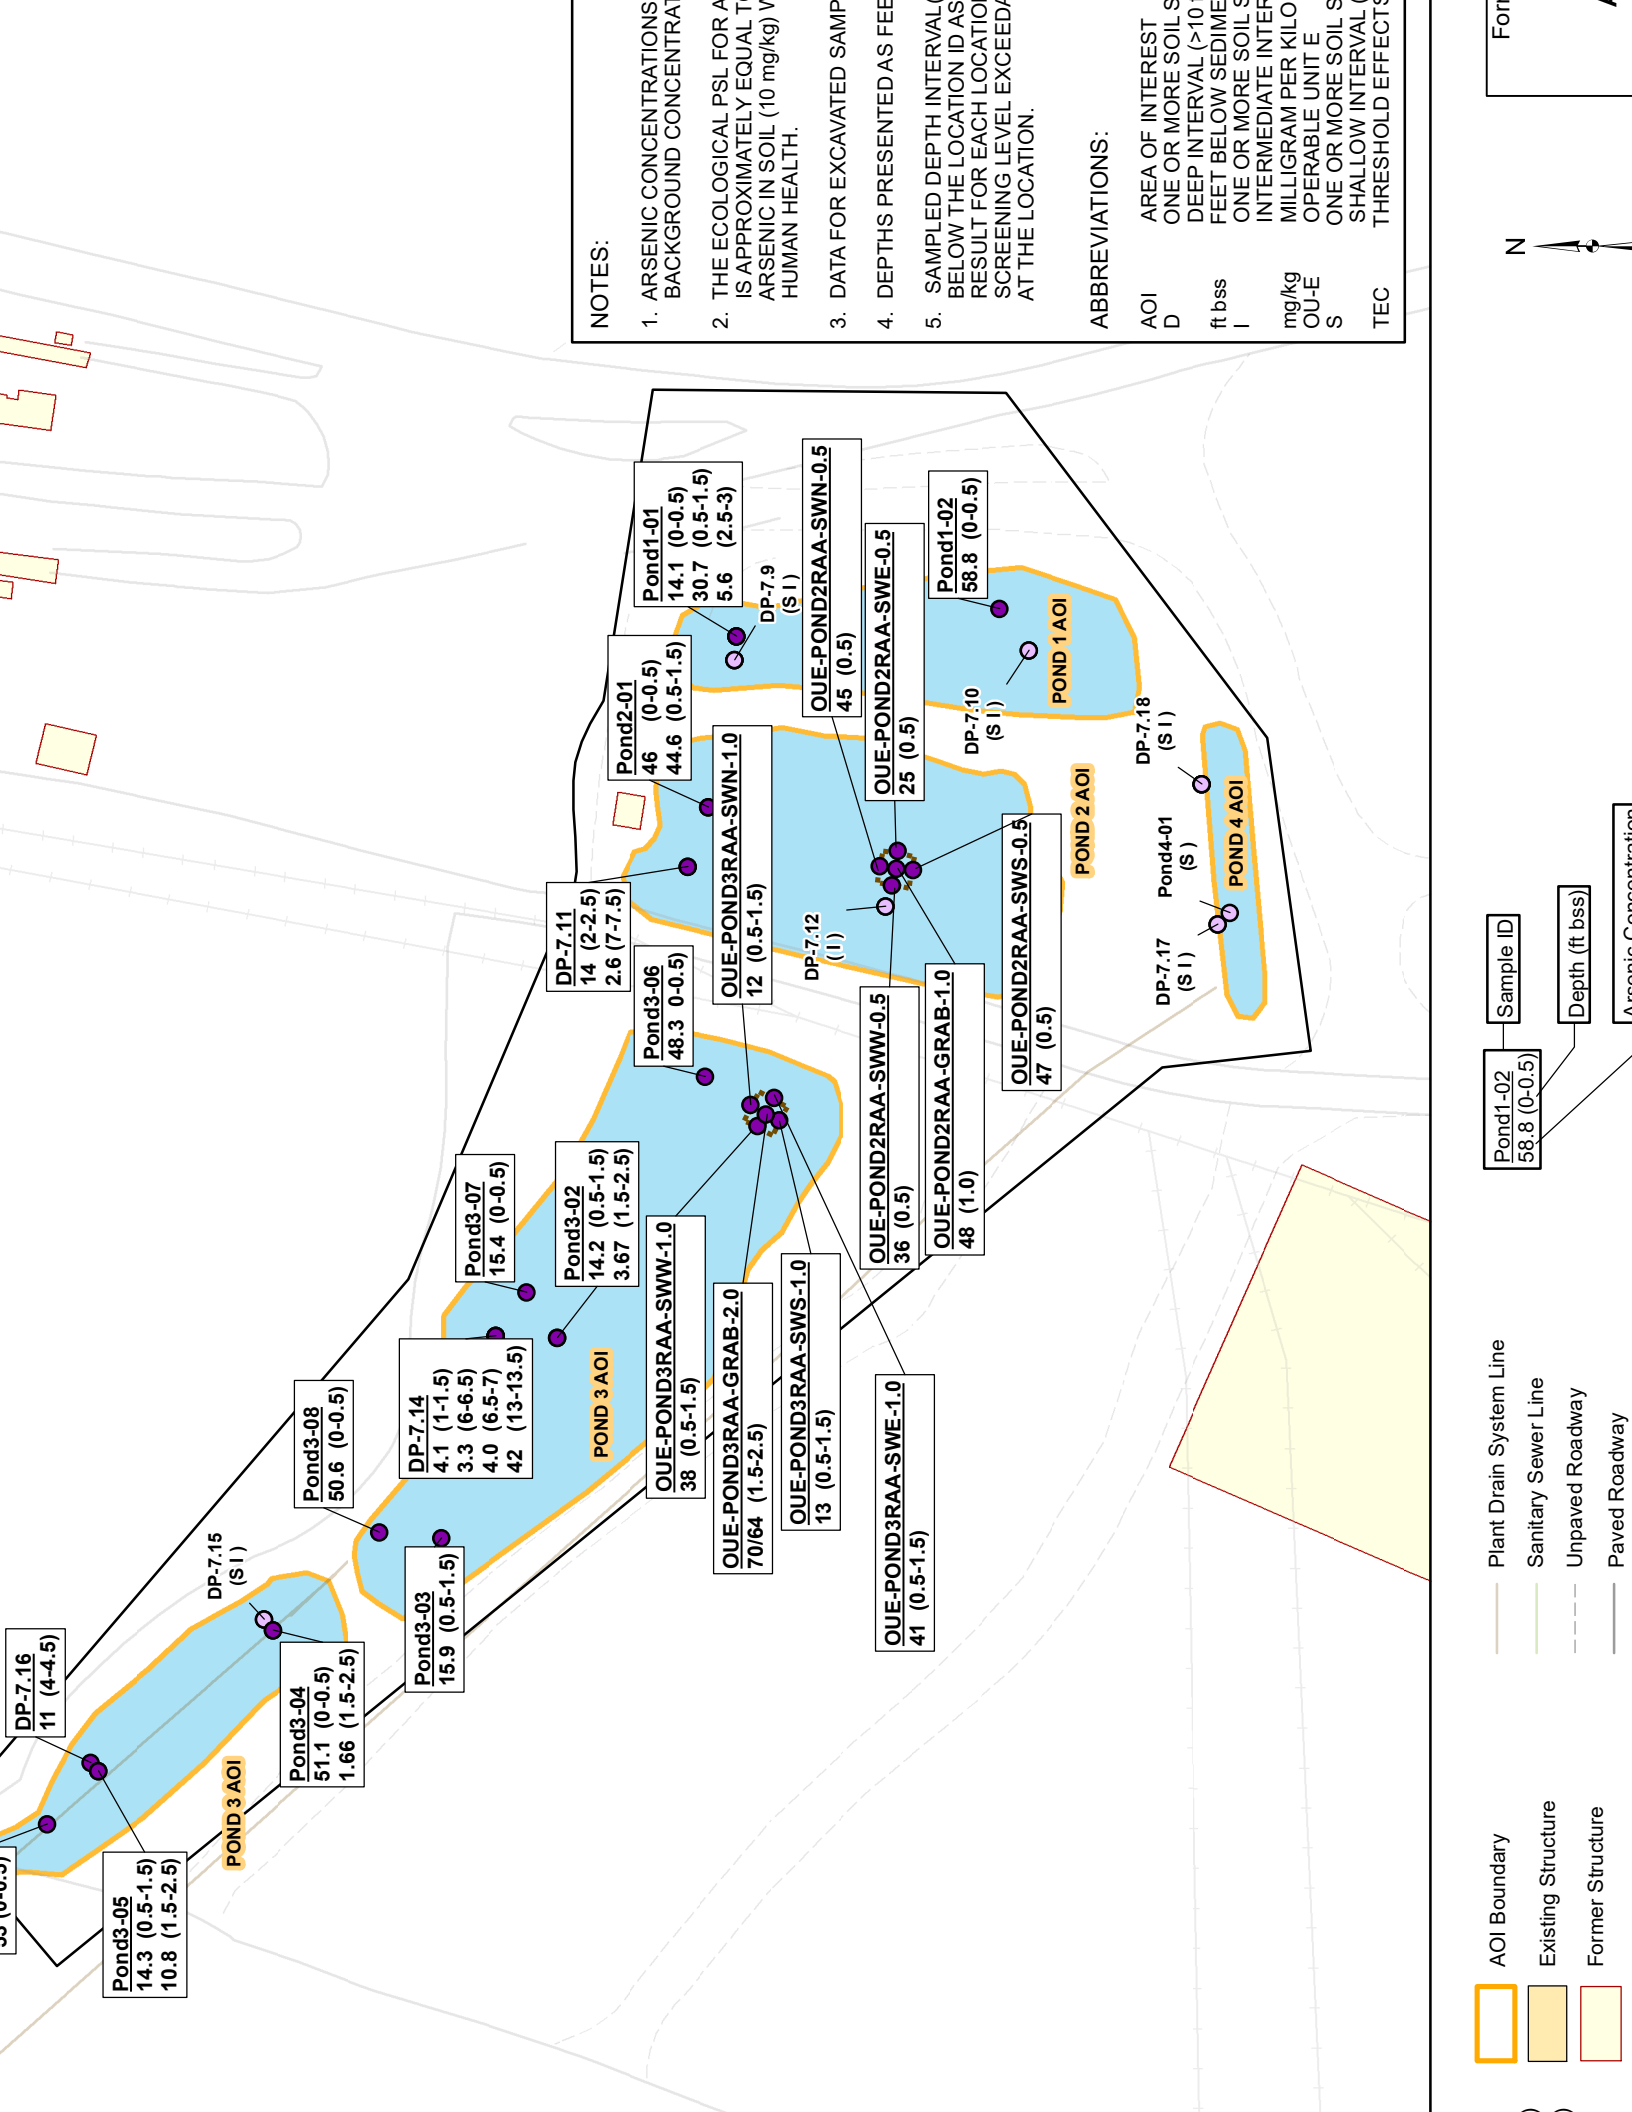 DP-7.16
11 (4-4.5)
Pond3-05
14.3 (0.5-1.5)
10.8 (1.5-2.5)
POND 3 AOI
DP-7.15
(S I )
Pond3-04
51.1 (0-0.5)
1.66 (1.5-2.5)
Pond3-08
50.6 (0-0.5)
Pond3-03
15.9 (0.5-1.5)
DP-7.14
4.1 (1-1.5)
3.3 (6-6.5)
4.0 (6.5-7)
42 (13-13.5)
Pond3-07
15.4 (0-0.5)
Pond3-02
14.2 (0.5-1.5)
3.67 (1.5-2.5)
POND 3 AOI
Pond3-06
48.3 0-0.5)
OUE-POND3RAA-SWN-1.0
12 (0.5-1.5)
OUE-POND3RAA-SWW-1.0
38 (0.5-1.5)
OUE-POND3RAA-GRAB-2.0
70/64 (1.5-2.5)
OUE-POND3RAA-SWS-1.0
13 (0.5-1.5)
OUE-POND3RAA-SWE-1.0
41 (0.5-1.5)
DP-7.11
14 (2-2.5)
2.6 (7-7.5)
Pond2-01
46 (0-0.5)
44.6 (0.5-1.5)
DP-7.12
( I )
OUE-POND2RAA-SWN-0.5
45 (0.5)
OUE-POND2RAA-SWE-0.5
25 (0.5)
OUE-POND2RAA-SWW-0.5
36 (0.5)
OUE-POND2RAA-GRAB-1.0
48 (1.0)
OUE-POND2RAA-SWS-0.5
47 (0.5)
POND 2 AOI
Pond1-01
14.1 (0-0.5)
30.7 (0.5-1.5)
5.6 (2.5-3)
DP-7.9
(S I )
Pond1-02
58.8 (0-0.5)
DP-7.10
(S I )
POND 1 AOI
DP-7.18
(S I )
Pond4-01
(S )
DP-7.17
(S I )
POND 4 AOI
NOTES:
1. ARSENIC CONCENTRATIONS
BACKGROUND
2. THE ECOLOGICAL PSL FOR
IS APPROXIMATELY EQUAL
ARSENIC IN SOIL (10 mg/kg)
HUMAN HEALTH.
3. DATA FOR EXCAVATED
4. DEPTHS PRESENTED AS
5. SAMPLED DEPTH
BELOW THE LOCATION ID AS
RESULT FOR EACH
SCREENING LEVEL
AT THE LOCATION.
ABBREVIATIONS:
AOI AREA OF INTEREST
D ONE OR MORE SOIL
DEEP INTERVAL (>10
ft bss FEET BELOW
I ONE OR MORE SOIL
INTERMEDIATE
mg/kg MILLIGRAM PER
OU-E OPERABLE UNIT E
S ONE OR MORE SOIL
SHALLOW INTERVAL
TEC THRESHOLD EFFECTS
N
Pond1-02
58.8 (0-0.5)
Sample ID
Depth (ft bss)
Plant Drain System Line
Sanitary Sewer Line
Unpaved Roadway
Paved Roadway
AOI Boundary
Existing Structure
Former Structure